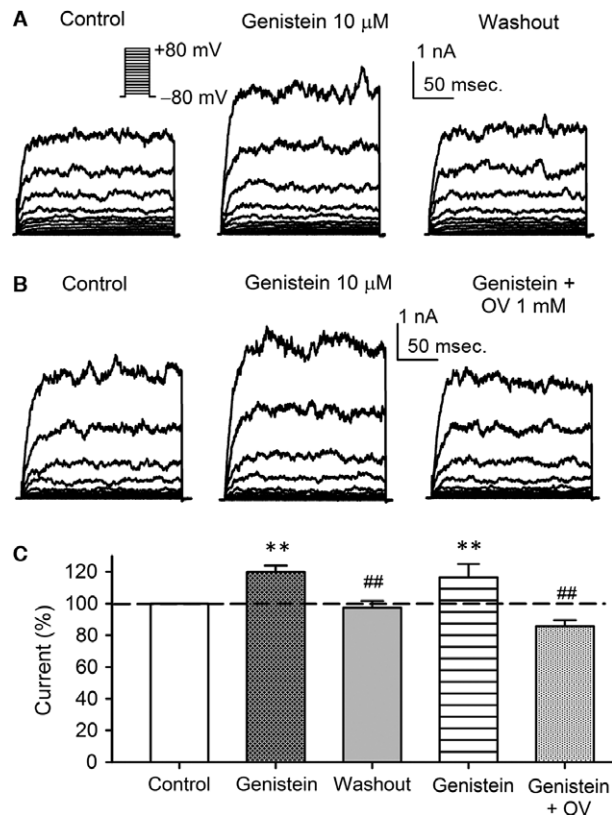 A
Control
Genistein 10 μM
Washout
+80 mV
−80 mV
1 nA
50 msec.
B
Control
Genistein 10 μM
Genistein +
OV 1 mM
1 nA
50 msec.
C
Current (%)
120
100
80
60
40
20
0
**
##
**
##
Control
Genistein
Washout
Genistein
Genistein
+ OV